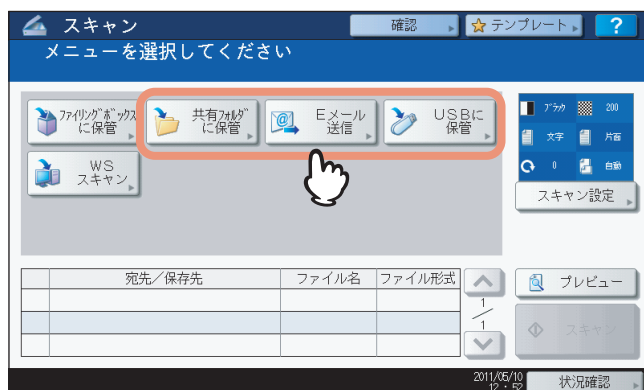 スキャン
確認
テンプレート
?
メニューを選択してください
ﾌｧｲﾘﾝｸﾞﾎﾞｯｸｽ
に保管
共有ﾌｫﾙﾀﾞ
に保管
Eメール
送信
USBに
保管
WS
スキャン
ﾌﾞﾗｯｸ
200
文字
片面
0
自動
スキャン設定
宛先／保存先
ファイル名
ファイル形式
1
1
プレビュー
スキャン
2011/05/10
12:52
状況確認